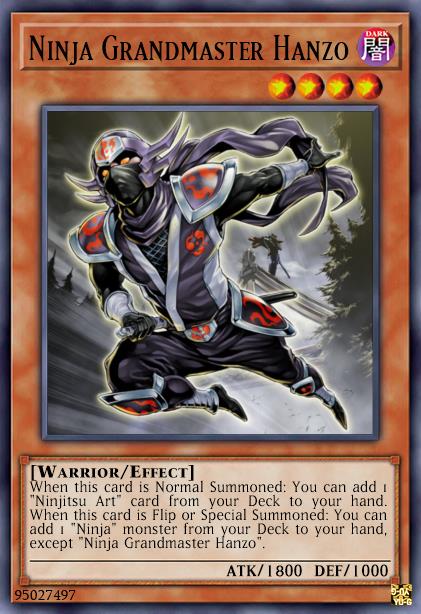 Ninja Grandmaster Hanzo
DARK
闇
[Warrior/Effect]
When this card is Normal Summoned: You can add 1
"Ninjitsu Art" card from your Deck to your hand.
When this card is Flip or Special Summoned: You can
add 1 "Ninja" monster from your Deck to your hand,
except "Ninja Grandmaster Hanzo".
ATK/1800 DEF/1000
95027497